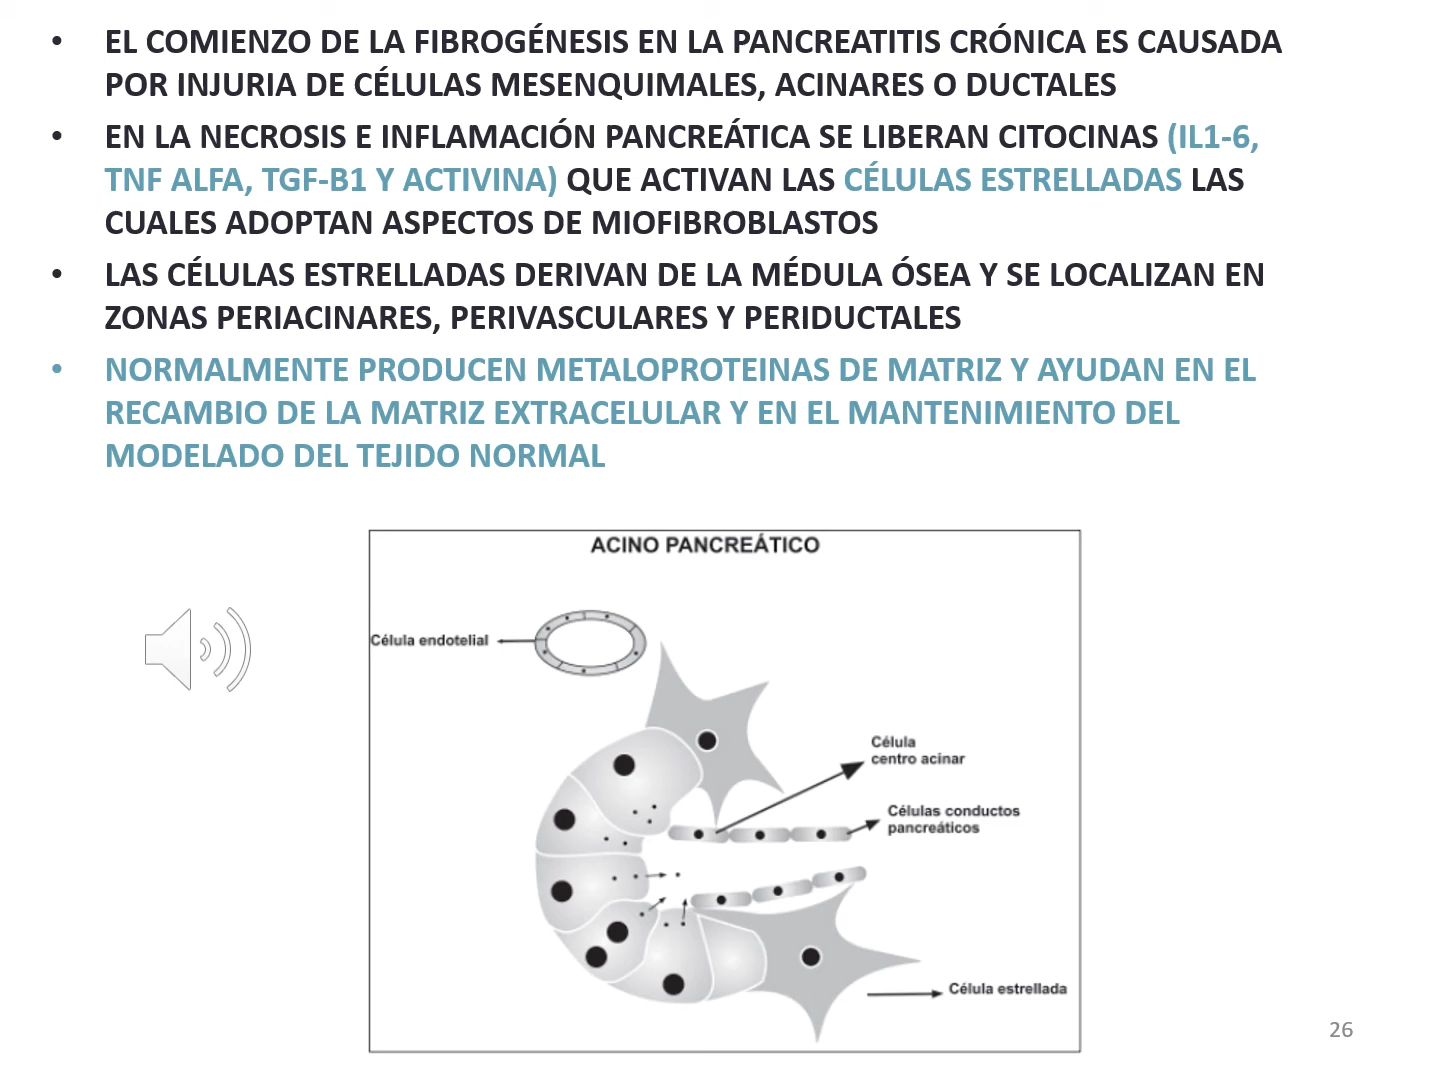 • EL COMIENZO DE LA FIBROGÉNESIS EN LA PANCREATITIS CRÓNICA ES CAUSADA
POR INJURIA DE CÉLULAS MESENQUIMALES, ACINARES O DUCTALES
• EN LA NECROSIS E INFLAMACIÓN PANCREÁTICA SE LIBERAN CITOCINAS (IL1-6,
TNF ALFA, TGF-B1 Y ACTIVINA) QUE ACTIVAN LAS CÉLULAS ESTRELLADAS LAS
CUALES ADOPTAN ASPECTOS DE MIOFIBROBLASTOS
• LAS CÉLULAS ESTRELLADAS DERIVAN DE LA MÉDULA ÓSEA Y SE LOCALIZAN EN
ZONAS PERIACINARES, PERIVASCULARES Y PERIDUCTALES
• NORMALMENTE PRODUCEN METALOPROTEINAS DE MATRIZ Y AYUDAN EN EL
RECAMBIO DE LA MATRIZ EXTRACELULAR Y EN EL MANTENIMIENTO DEL
MODELADO DEL TEJIDO NORMAL
ACINO PANCREÁTICO
Célula endotelial
Célula
centro acinar
Células conductos
pancreáticos
Célula estrellada
26